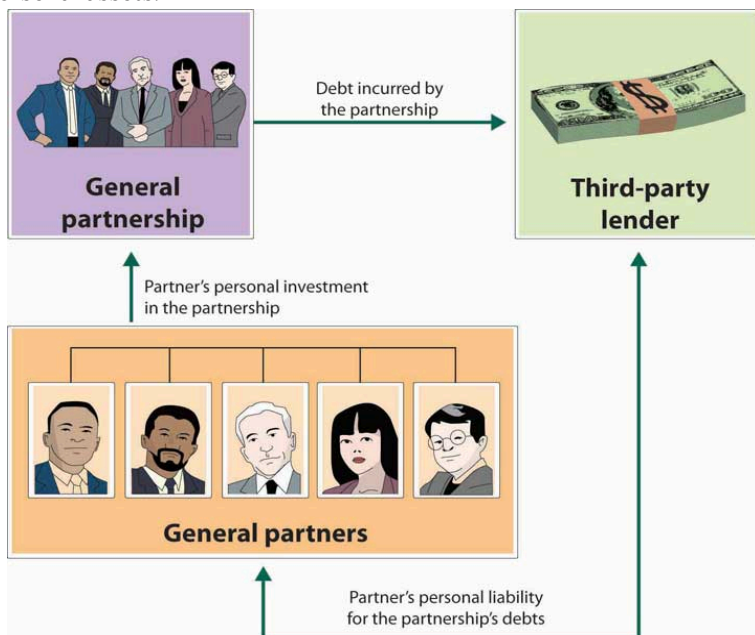 Debt incurred by
the partnership
General
partnership
Third-party
lender
Partner’s personal investment
in the partnership
General partners
Partner’s personal liability
for the partnership’s debts